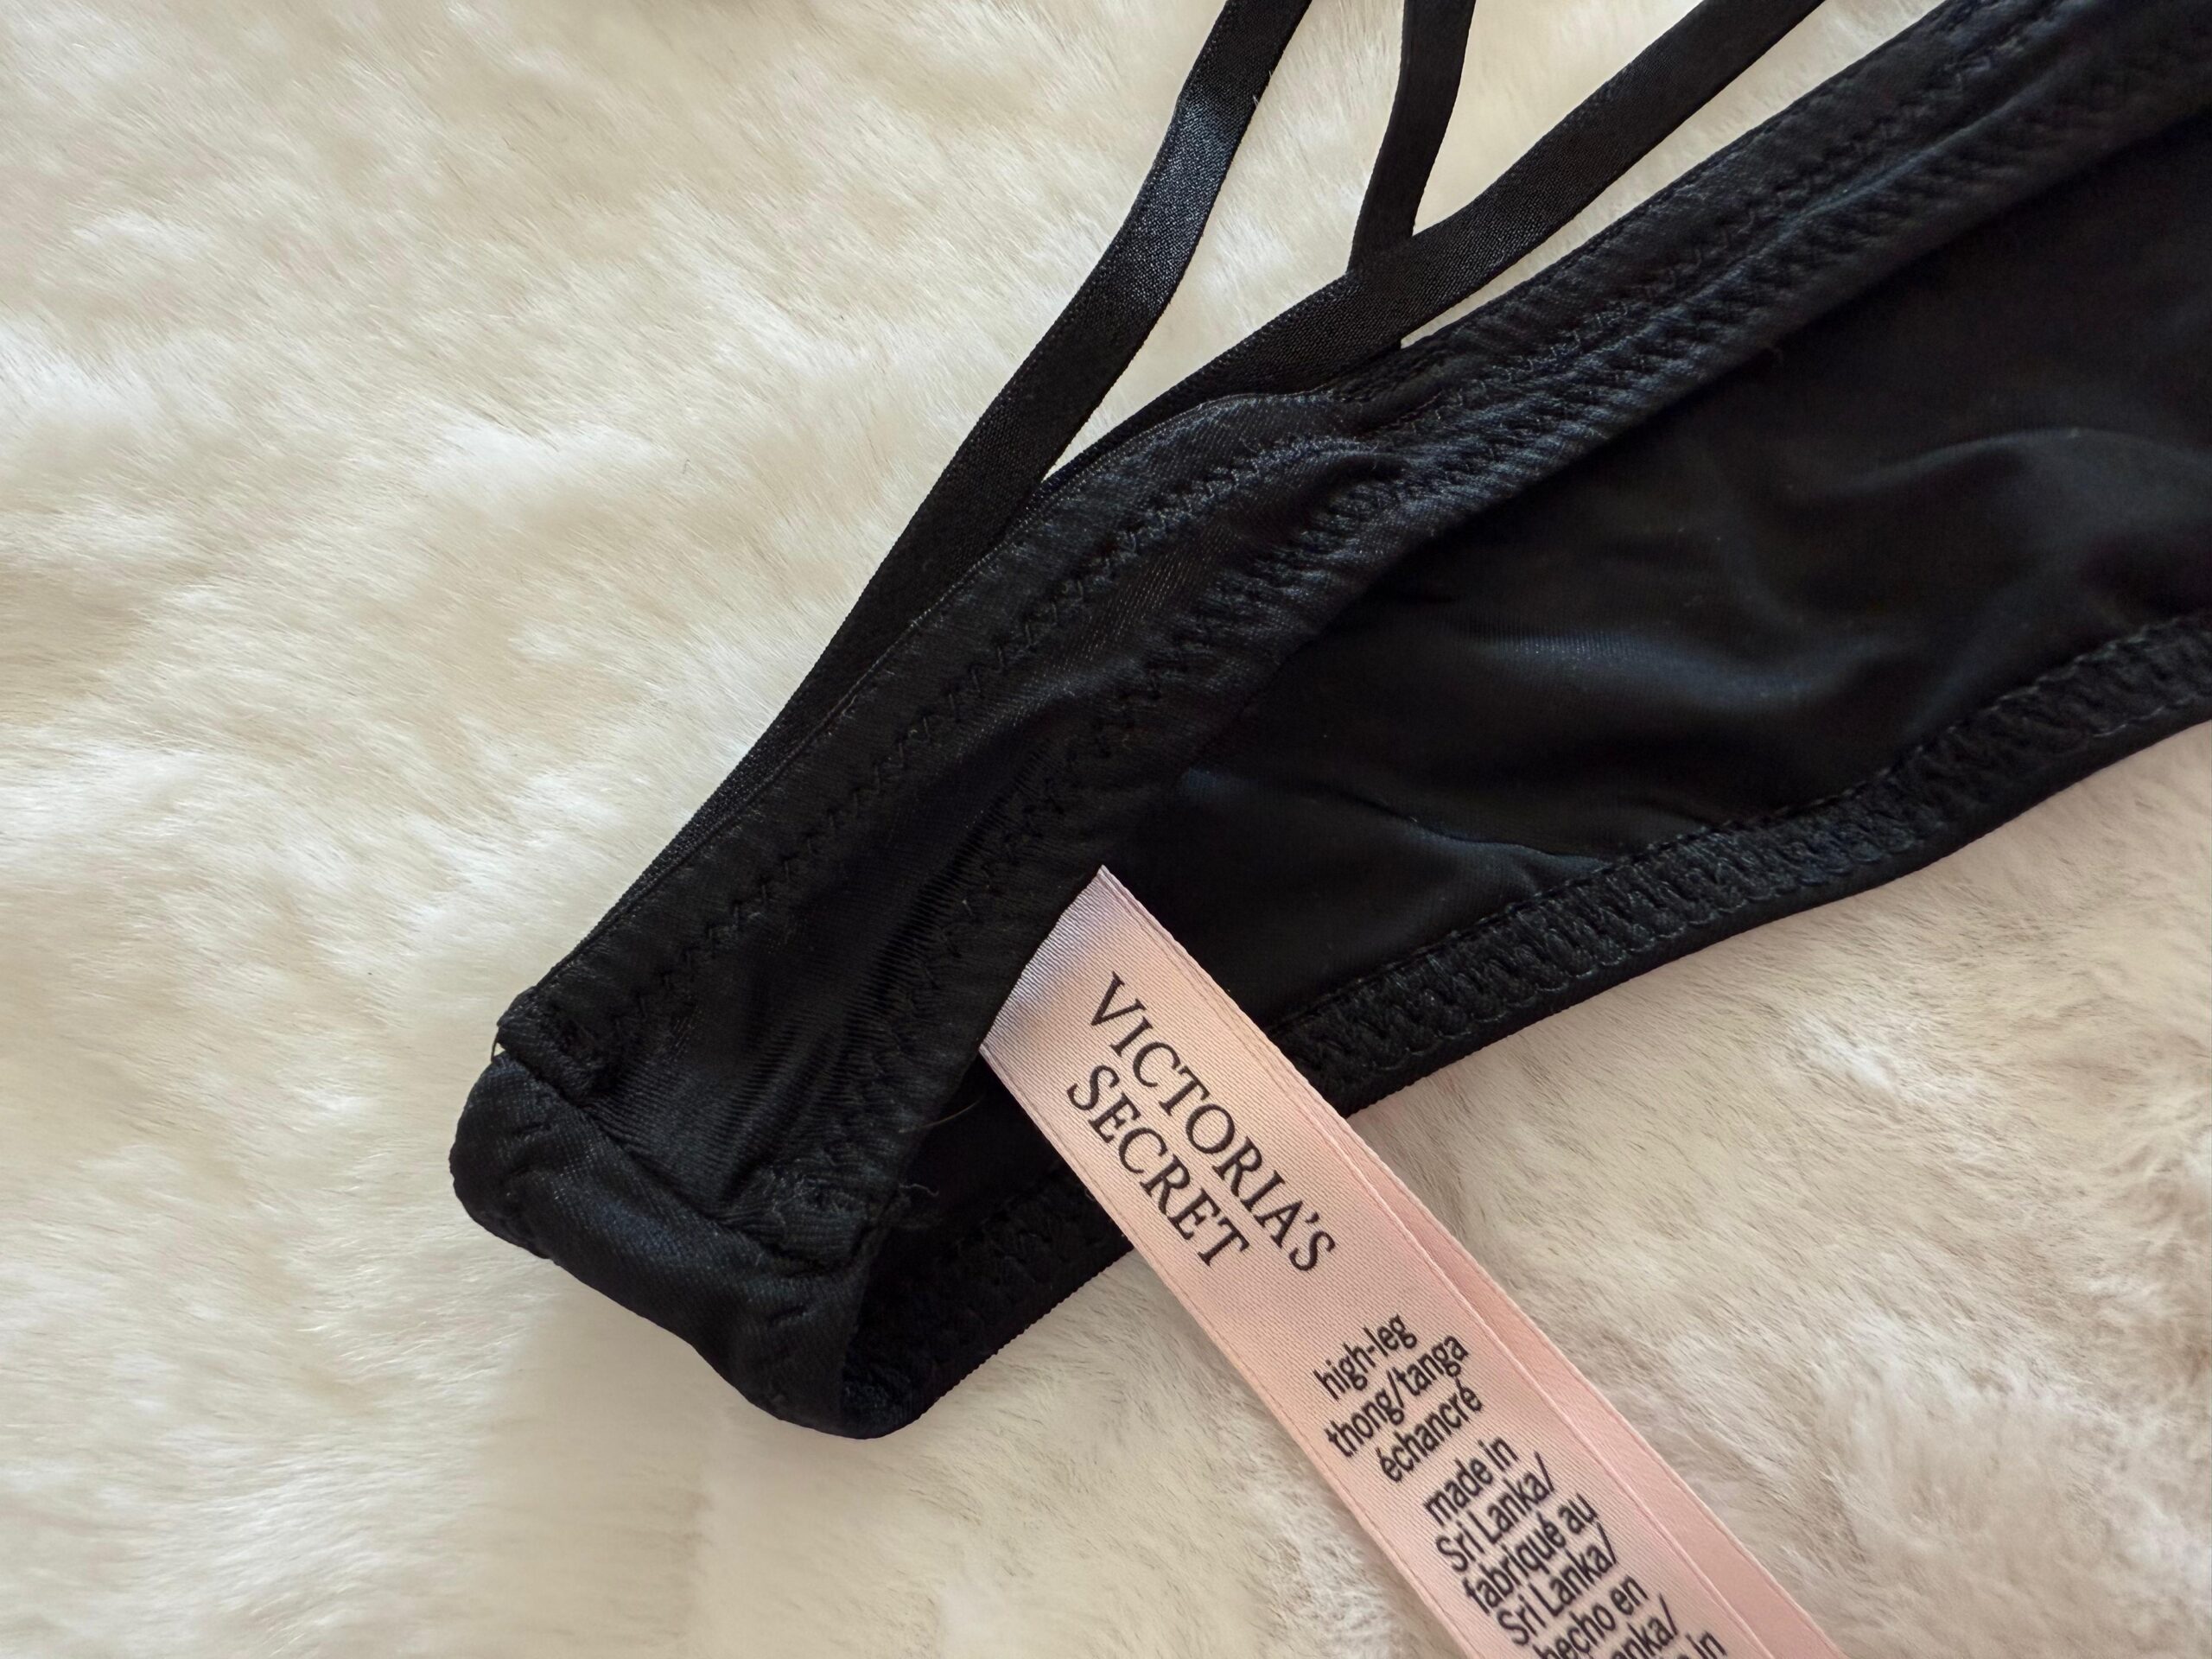 VICTORIA'S
SECRET
high-leg
thong/tanga
échancré
made in
Sri Lanka/
fabriqué au
Sri Lanka/
hecho en